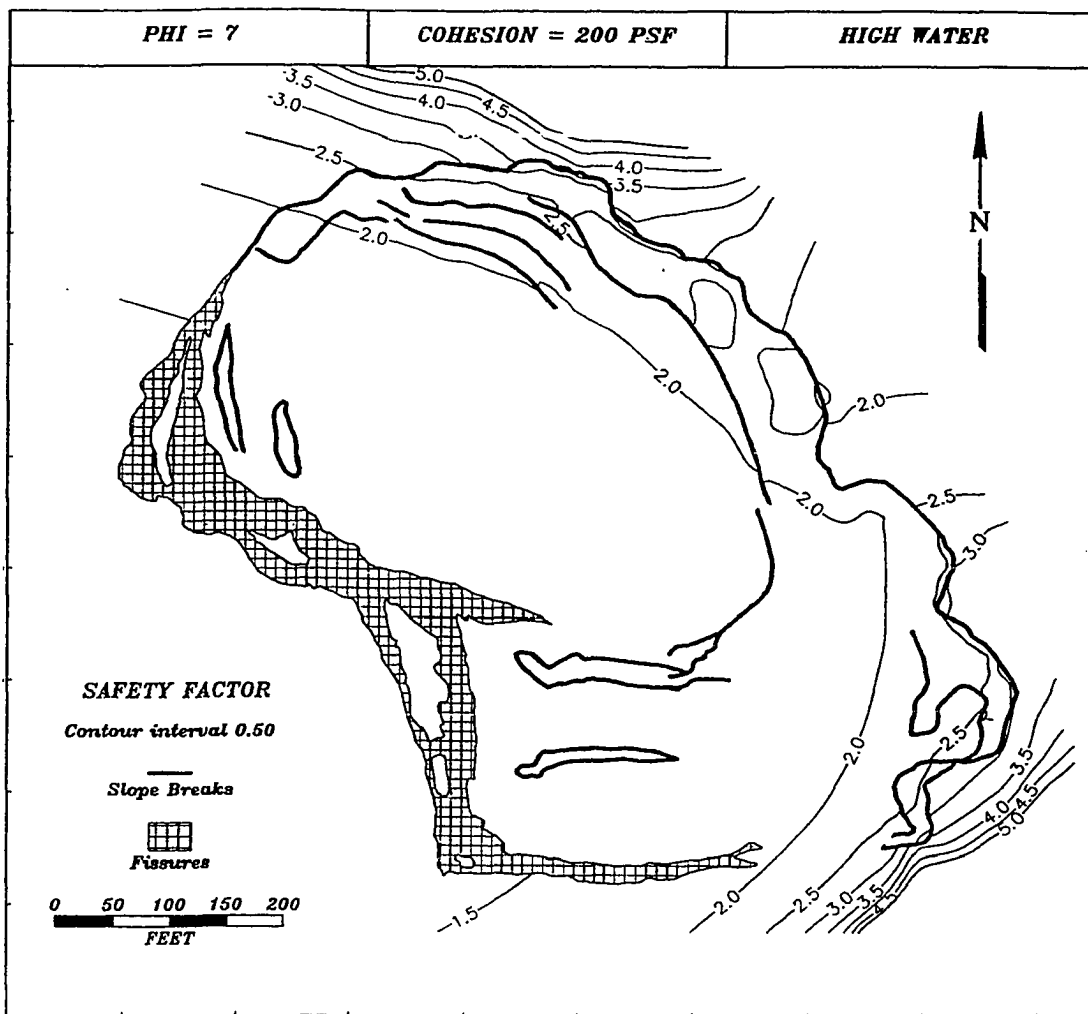 PHI = 7
COHESION = 200 PSF
HIGH WATER
5.0
-3.5
4.5
4.0
-3.0
2.5
4.0
3.5
N
2.5
2.0
2.0
2.0
2.0
2.5
3.0
SAFETY FACTOR
Contour interval 0.50
Slope Breaks
Fissures
2.5
2.0
3.5
4.5
4.0
5.0
0 50 100 150 200
FEET
1.5
2.0
2.5
3.0
3.5
4.5